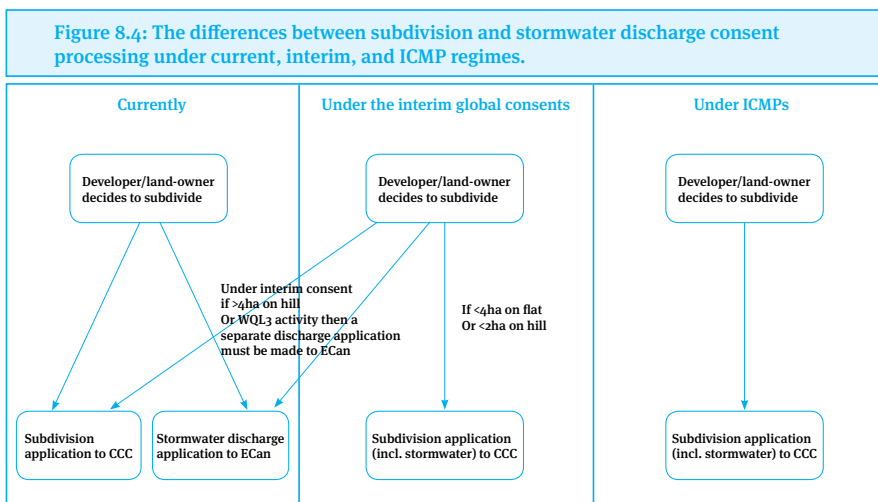 Figure 8.4: The differences between subdivision and stormwater discharge consent
processing under current, interim, and ICMP regimes.
Currently
Under the interim global consents
Under ICMPs
Developer/land-owner
decides to subdivide
Developer/land-owner
decides to subdivide
Developer/land-owner
decides to subdivide
Under interim consent
if >4ha on hill
Or WQL3 activity then a
separate discharge application
must be made to ECan
If <4ha on flat
Or <2ha on hill
Subdivision
application to CCC
Stormwater discharge
application to ECan
Subdivision application
(incl. stormwater) to CCC
Subdivision application
(incl. stormwater) to CCC